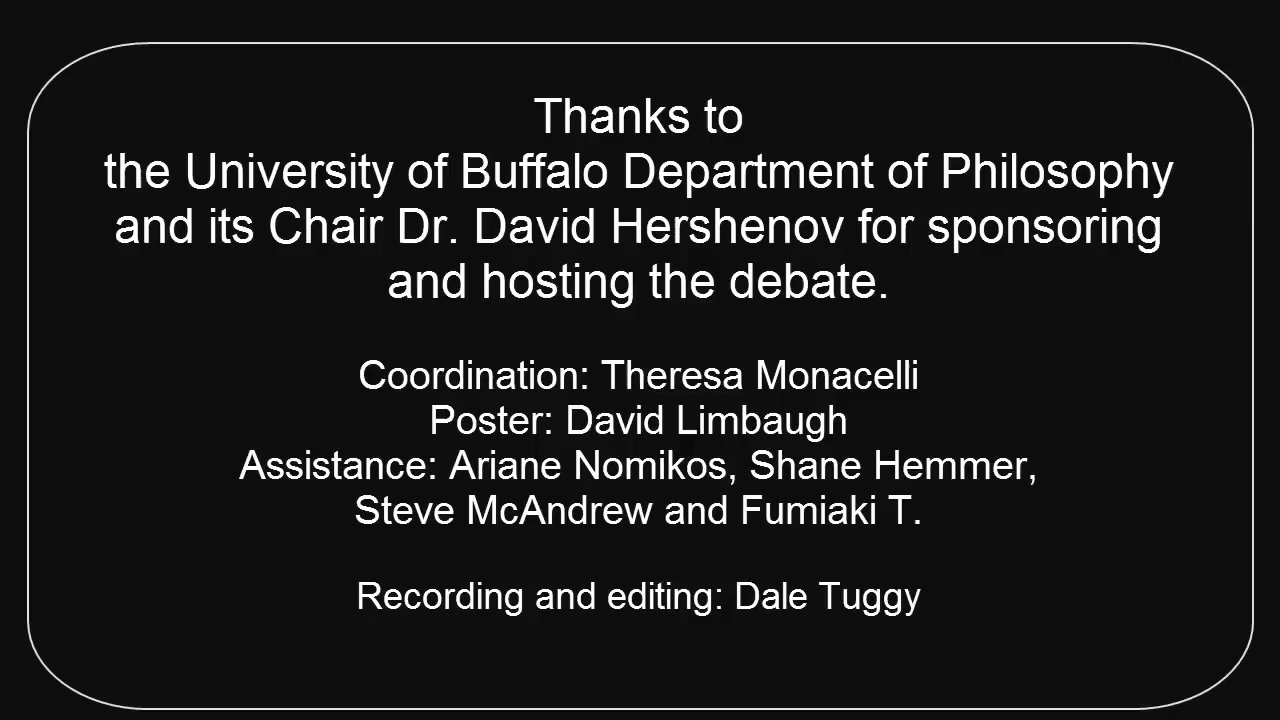 Thanks to
the University of Buffalo Department of Philosophy
and its Chair Dr. David Hershenov for sponsoring
and hosting the debate.
Coordination: Theresa Monacelli
Poster: David Limbaugh
Assistance: Ariane Nomikos, Shane Hemmer,
Steve McAndrew and Fumiaki T.
Recording and editing: Dale Tuggy